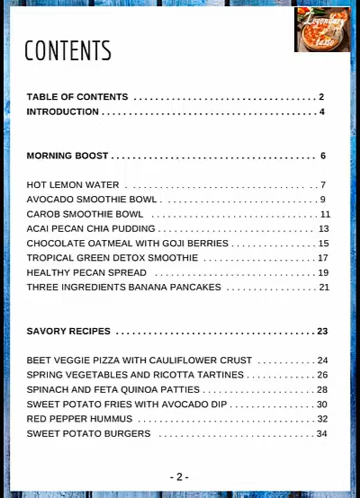 Legendary
taste
CONTENTS
TABLE OF CONTENTS ................................ 2
INTRODUCTION ..................................... 4
MORNING BOOST .................................... 6
HOT LEMON WATER .................................. 7
AVOCADO SMOOTHIE BOWL ............................ 9
CAROB SMOOTHIE BOWL .............................. 11
ACAI PECAN CHIA PUDDING .......................... 13
CHOCOLATE OATMEAL WITH GOJI BERRIES .............. 15
TROPICAL GREEN DETOX SMOOTHIE .................... 17
HEALTHY PECAN SPREAD ............................. 19
THREE INGREDIENTS BANANA PANCAKES ................ 21
SAVORY RECIPES ................................... 23
BEET VEGGIE PIZZA WITH CAULIFLOWER CRUST ......... 24
SPRING VEGETABLES AND RICOTTA TARTINES ........... 26
SPINACH AND FETA QUINOA PATTIES .................. 28
SWEET POTATO FRIES WITH AVOCADO DIP .............. 30
RED PEPPER HUMMUS ................................ 32
SWEET POTATO BURGERS ............................. 34
- 2 -